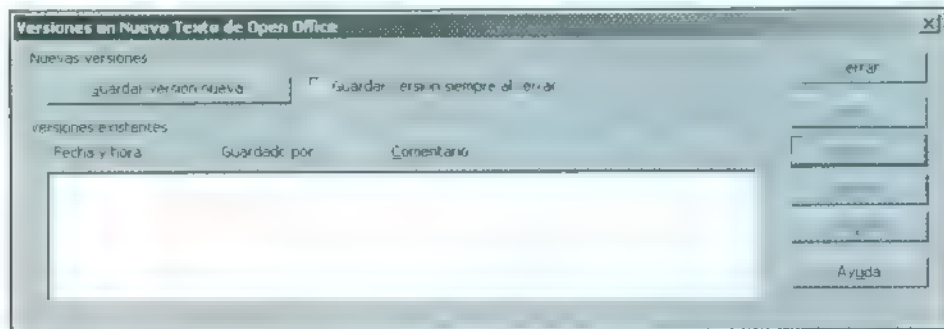 Versiones en Nuevo Texto de Open Office
Nuevas versiones
Guardar versión nueva
Guardar versión siempre al cerrar
Cerrar
Versiones existentes
Fecha y hora Guardado por Comentario
Ayuda